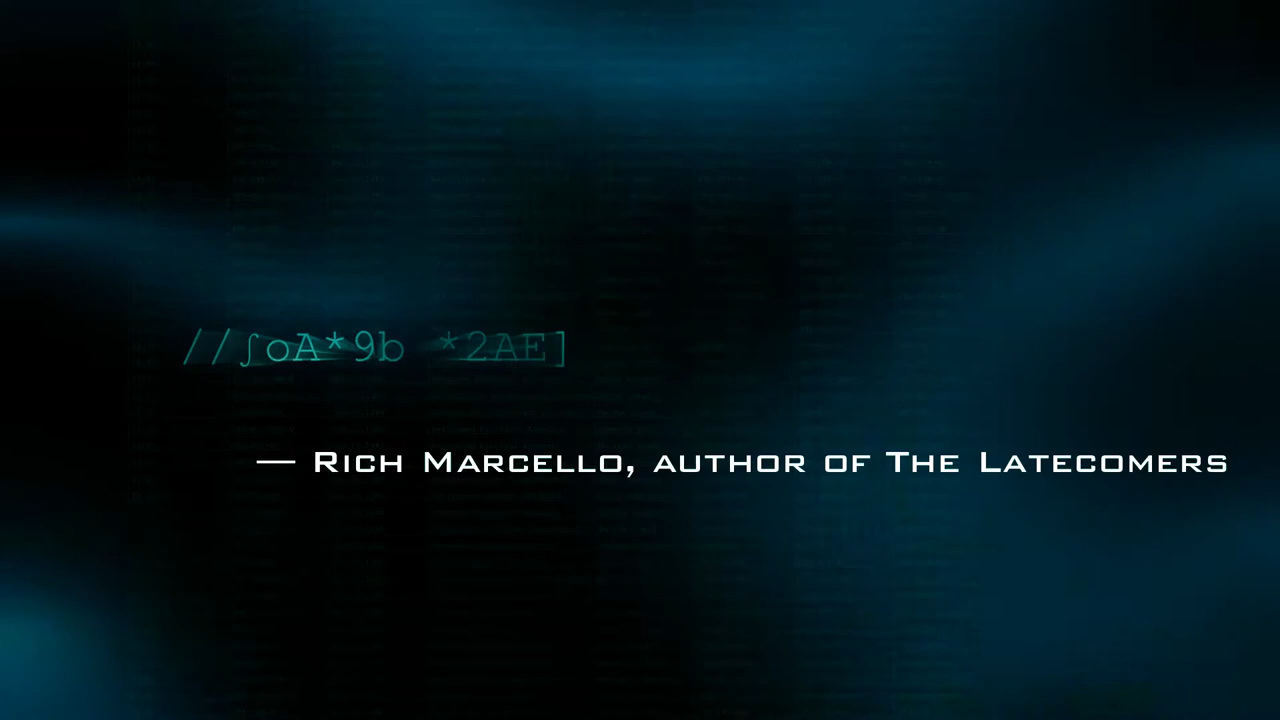 //∫oA*9b *2AE]
— Rich Marcello, author of The Latecomers